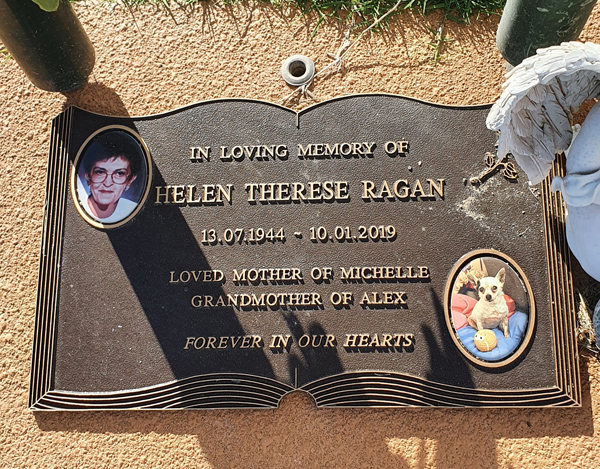 IN LOVING MEMORY OF
HELEN THERESE RAGAN
13.07.1944 ~ 10.01.2019
LOVED MOTHER OF MICHELLE
GRANDMOTHER OF ALEX
FOREVER IN OUR HEARTS